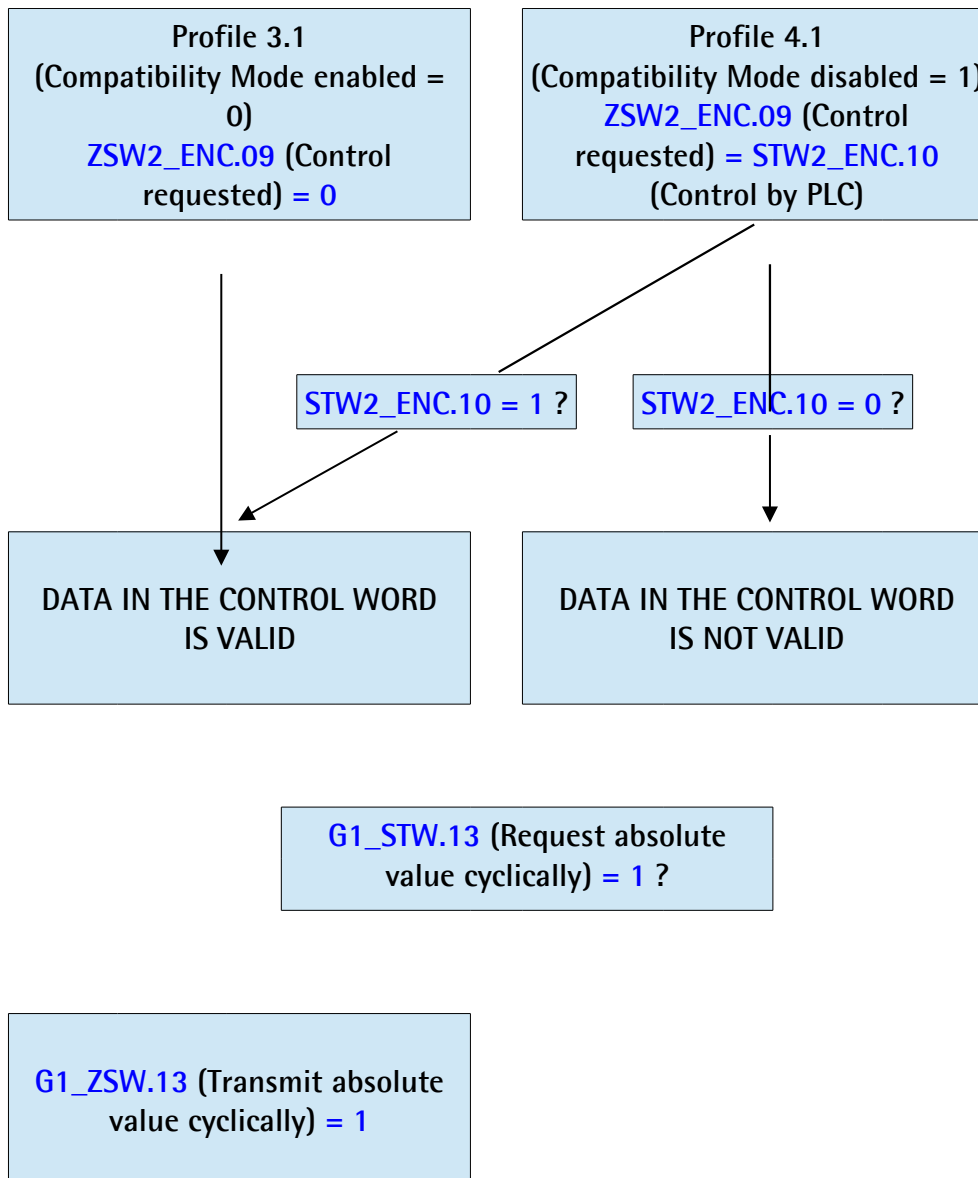 Profile 3.1
(Compatibility Mode enabled =
0)
ZSW2_ENC.09 (Control
requested) = 0
Profile 4.1
(Compatibility Mode disabled = 1)
ZSW2_ENC.09 (Control
requested) = STW2_ENC.10
(Control by PLC)
STW2_ENC.10 = 1 ?
STW2_ENC.10 = 0 ?
DATA IN THE CONTROL WORD
IS VALID
DATA IN THE CONTROL WORD
IS NOT VALID
G1_STW.13 (Request absolute
value cyclically) = 1 ?
G1_ZSW.13 (Transmit absolute
value cyclically) = 1